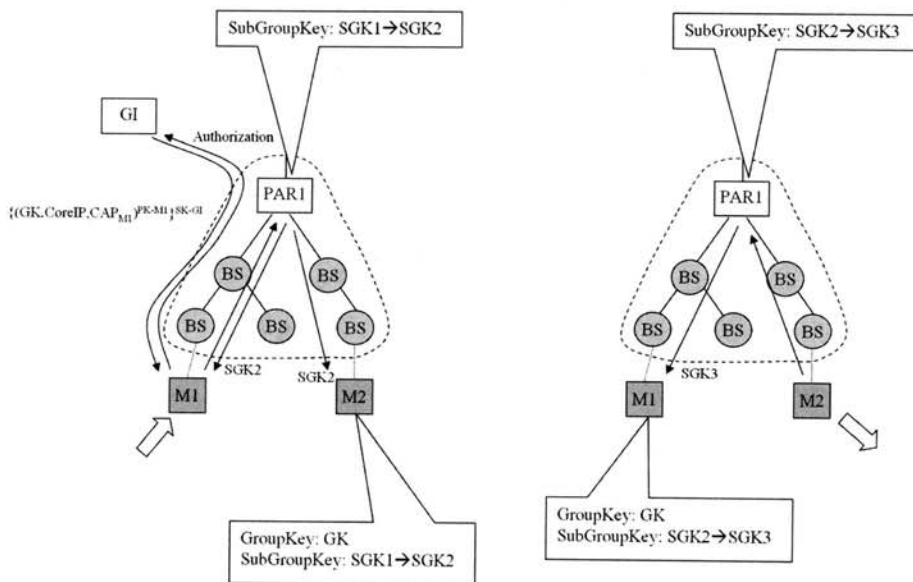 SubGroupKey: SGK1→SGK2
GI
Authorization
PAR1
{(GK.CoreIP.CAP_M1)^PK-M1}^SK-GI
BS
BS
BS
BS
BS
SGK2
SGK2
M1
M2
GroupKey: GK
SubGroupKey: SGK1→SGK2
SubGroupKey: SGK2→SGK3
PAR1
BS
BS
BS
BS
BS
SGK3
M1
M2
GroupKey: GK
SubGroupKey: SGK2→SGK3